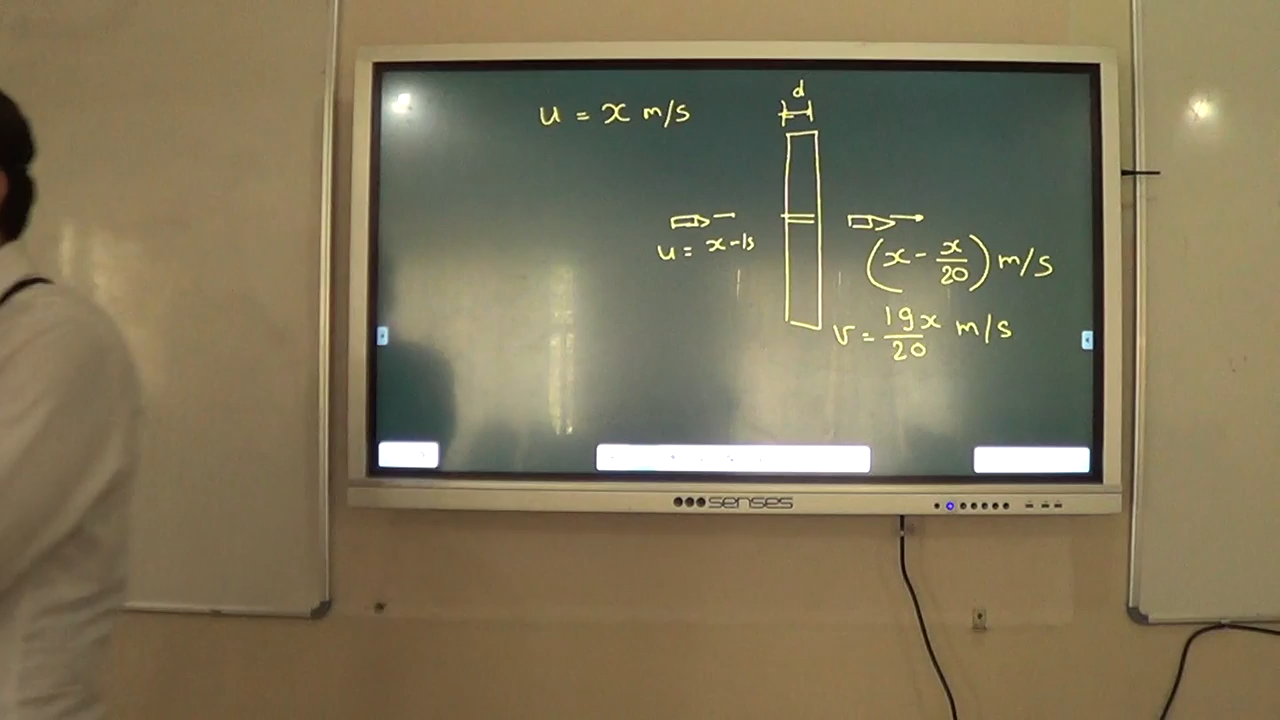 d
u = x m/s
u = x-1s
(x - x/20) m/s
v = 19x/20 m/s
senses